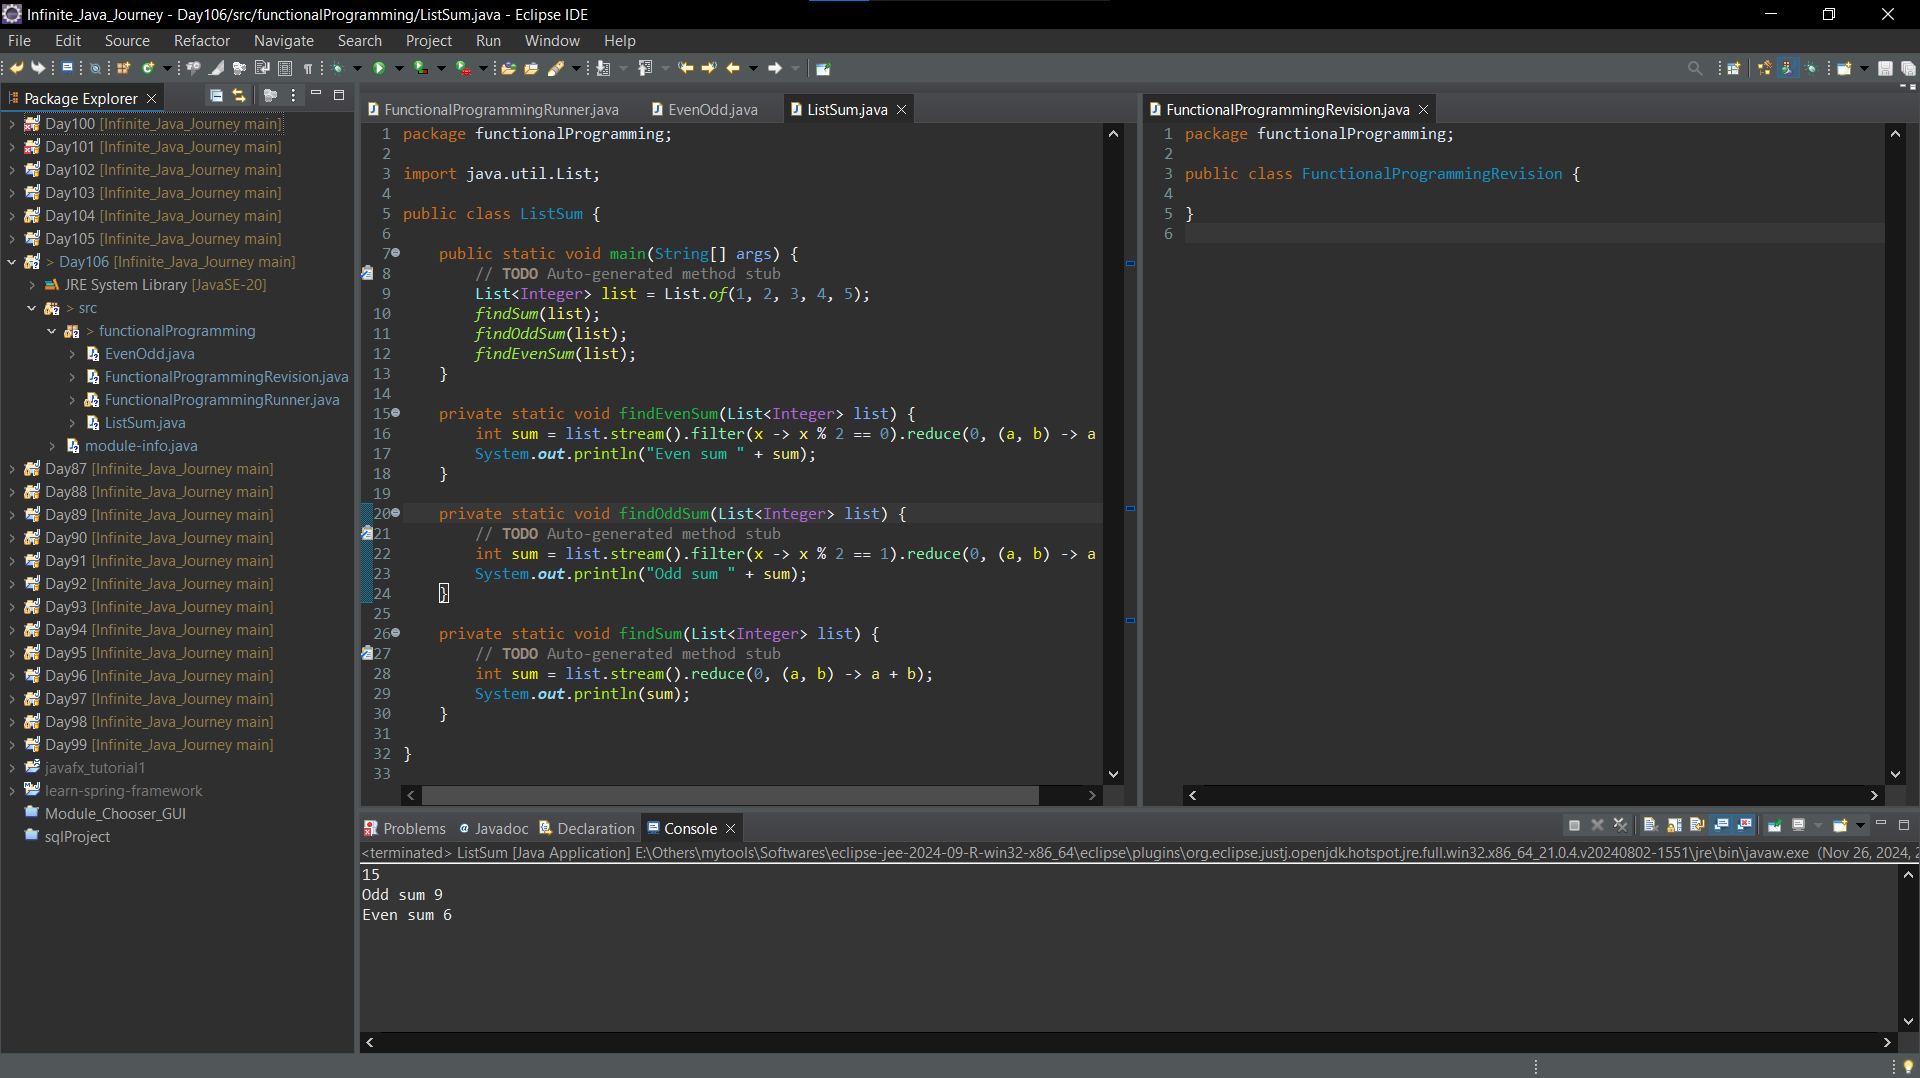 Infinite_Java_Journey - Day106/src/functionalProgramming/ListSum.java - Eclipse IDE
File Edit Source Refactor Navigate Search Project Run Window Help
Package Explorer
Day100 [Infinite_Java_Journey main]
Day101 [Infinite_Java_Journey main]
Day102 [Infinite_Java_Journey main]
Day103 [Infinite_Java_Journey main]
Day104 [Infinite_Java_Journey main]
Day105 [Infinite_Java_Journey main]
> Day106 [Infinite_Java_Journey main]
JRE System Library [JavaSE-20]
> src
> functionalProgramming
EvenOdd.java
FunctionalProgrammingRevision.java
FunctionalProgrammingRunner.java
ListSum.java
module-info.java
Day87 [Infinite_Java_Journey main]
Day88 [Infinite_Java_Journey main]
Day89 [Infinite_Java_Journey main]
Day90 [Infinite_Java_Journey main]
Day91 [Infinite_Java_Journey main]
Day92 [Infinite_Java_Journey main]
Day93 [Infinite_Java_Journey main]
Day94 [Infinite_Java_Journey main]
Day95 [Infinite_Java_Journey main]
Day96 [Infinite_Java_Journey main]
Day97 [Infinite_Java_Journey main]
Day98 [Infinite_Java_Journey main]
Day99 [Infinite_Java_Journey main]
javafx_tutorial1
learn-spring-framework
Module_Chooser_GUI
sqlProject
FunctionalProgrammingRunner.java EvenOdd.java ListSum.java
1 package functionalProgramming;
2
3 import java.util.List;
4
5 public class ListSum {
6
7 public static void main(String[] args) {
8 // TODO Auto-generated method stub
9 List<Integer> list = List.of(1, 2, 3, 4, 5);
10 findSum(list);
11 findOddSum(list);
12 findEvenSum(list);
13 }
14
15 private static void findEvenSum(List<Integer> list) {
16 int sum = list.stream().filter(x -> x % 2 == 0).reduce(0, (a, b) -> a
17 System.out.println("Even sum " + sum);
18 }
19
20 private static void findOddSum(List<Integer> list) {
21 // TODO Auto-generated method stub
22 int sum = list.stream().filter(x -> x % 2 == 1).reduce(0, (a, b) -> a
23 System.out.println("Odd sum " + sum);
24 }
25
26 private static void findSum(List<Integer> list) {
27 // TODO Auto-generated method stub
28 int sum = list.stream().reduce(0, (a, b) -> a + b);
29 System.out.println(sum);
30 }
31
32 }
33
FunctionalProgrammingRevision.java
1 package functionalProgramming;
2
3 public class FunctionalProgrammingRevision {
4
5 }
6
Problems Javadoc Declaration Console
<terminated> ListSum [Java Application] E:\Others\mytools\Softwares\eclipse-jee-2024-09-R-win32-x86_64\eclipse\plugins\org.eclipse.justj.openjdk.hotspot.jre.full.win32.x86_64_21.0.4.v20240802-1551\jre\bin\javaw.exe (Nov 26, 2024, 2
15
Odd sum 9
Even sum 6